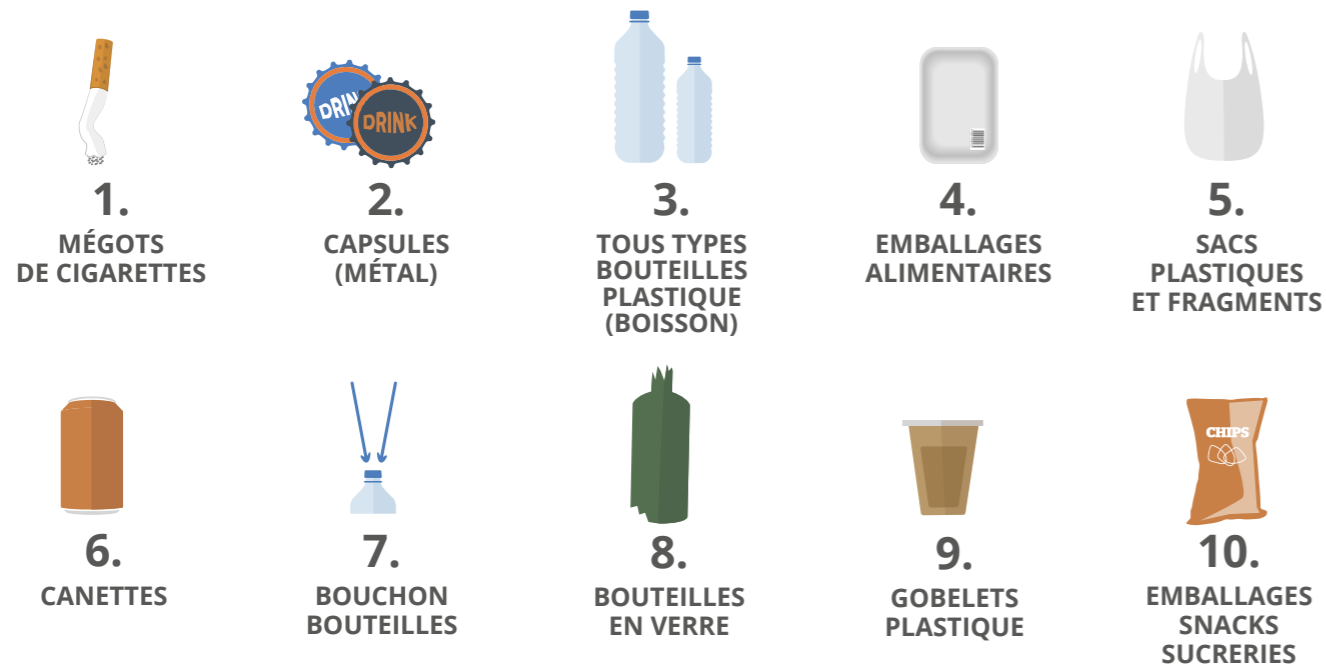 DRIN
DRINK
1.
MÉGOTS
DE CIGARETTES
2.
CAPSULES
(MÉTAL)
3.
TOUS TYPES
BOUTEILLES
PLASTIQUE
(BOISSON)
4.
EMBALLAGES
ALIMENTAIRES
5.
SACS
PLASTIQUES
ET FRAGMENTS
6.
CANETTES
7.
BOUCHON
BOUTEILLES
8.
BOUTEILLES
EN VERRE
9.
GOBELETS
PLASTIQUE
CHIPS
10.
EMBALLAGES
SNACKS
SUCRERIES